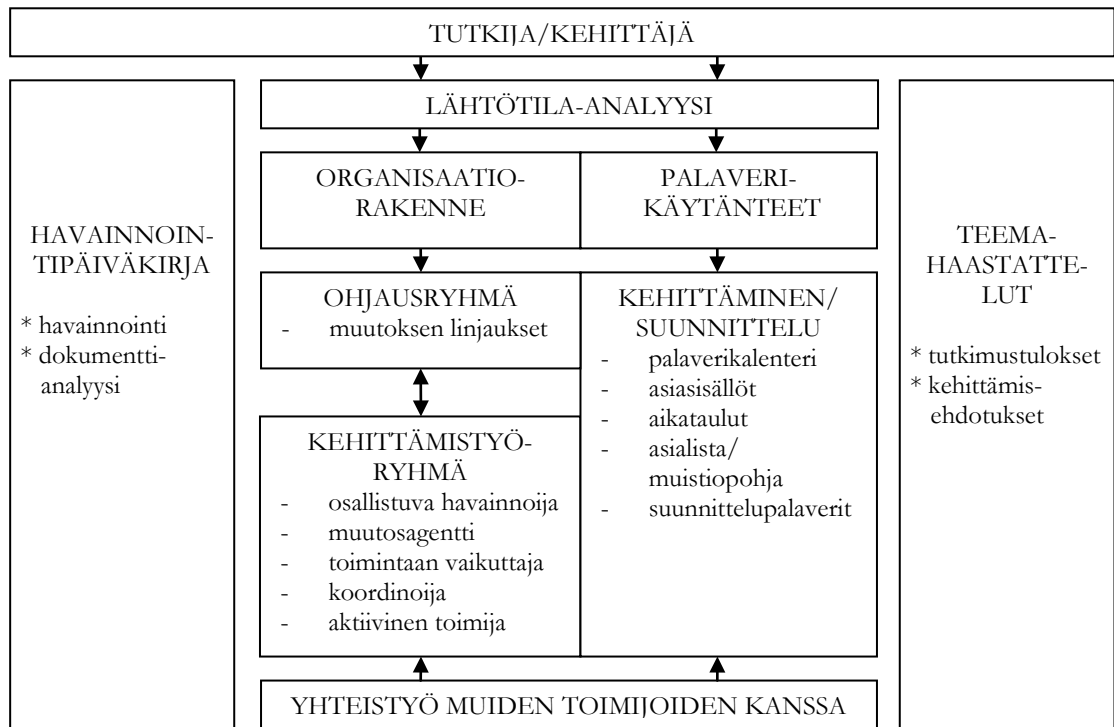 TUTKIJA/KEHITTÄJÄ
LÄHTÖTILA-ANALYYSI
HAVAINNOIN-
TIPÄIVÄKIRJA
* havainnointi
* dokumentti-
analyysi
ORGANISAATIO-
RAKENNE
OHJAUSRYHMÄ
- muutoksen linjaukset
KEHITTÄMISTYÖ-
RYHMÄ
- osallistuva havainnoija
- muutosagentti
- toimintaan vaikuttaja
- koordinoija
- aktiivinen toimija
PALAVERI-
KÄYTÄNTEET
KEHITTÄMINEN/
SUUNNITTELU
- palaverikalenteri
- asiasisällöt
- aikataulut
- asialista/
muistiopohja
- suunnittelupalaverit
TEEMA-
HAASTATTE-
LUT
* tutkimustulokset
* kehittämis-
ehdotukset
YHTEISTYÖ MUIDEN TOIMIJOIDEN KANSSA